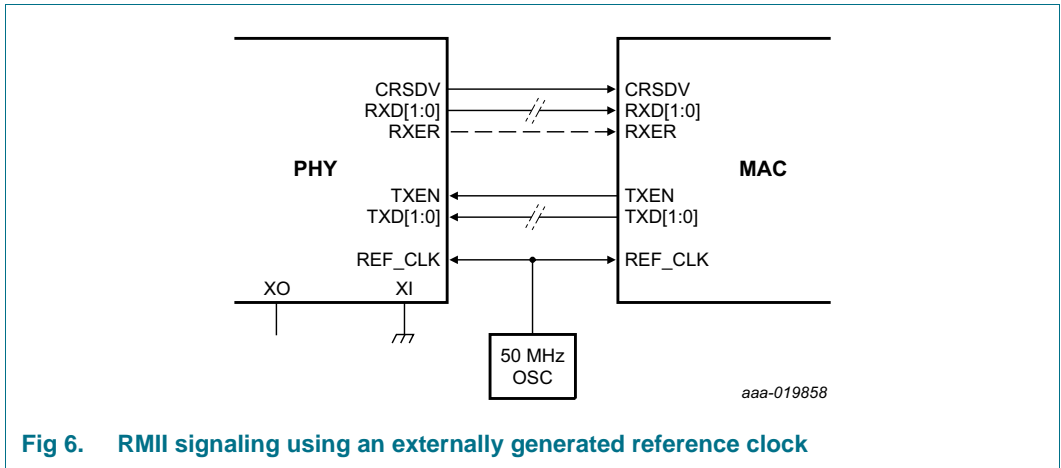 CRSDV CRSDV
RXD[1:0] RXD[1:0]
RXER RXER
PHY MAC
TXEN TXEN
TXD[1:0] TXD[1:0]
REF_CLK REF_CLK
XO XI
50 MHz
OSC
aaa-019858
Fig 6. RMII signaling using an externally generated reference clock